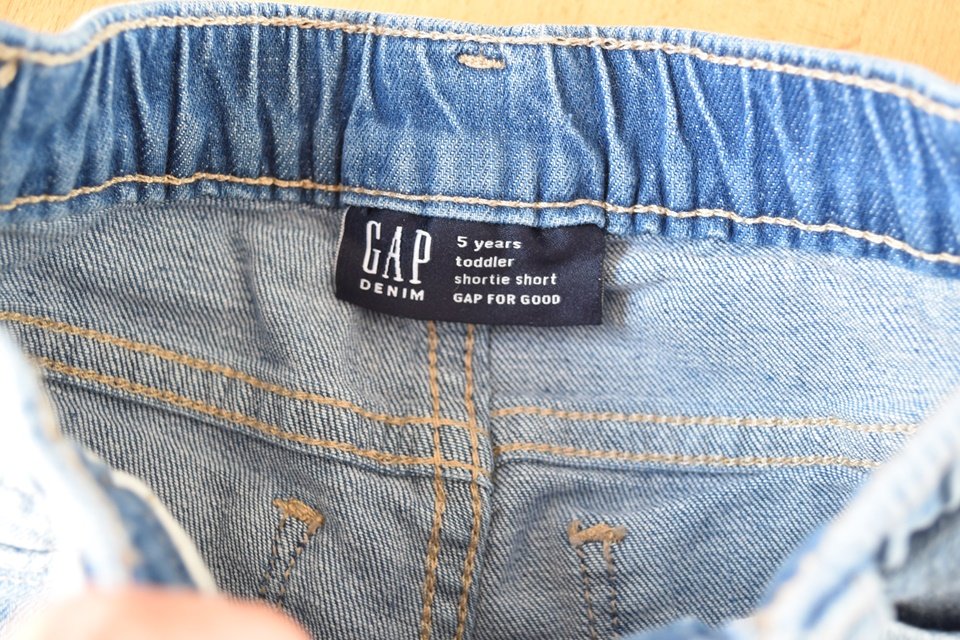 GAP
DENIM
5 years
toddler
shortie short
GAP FOR GOOD